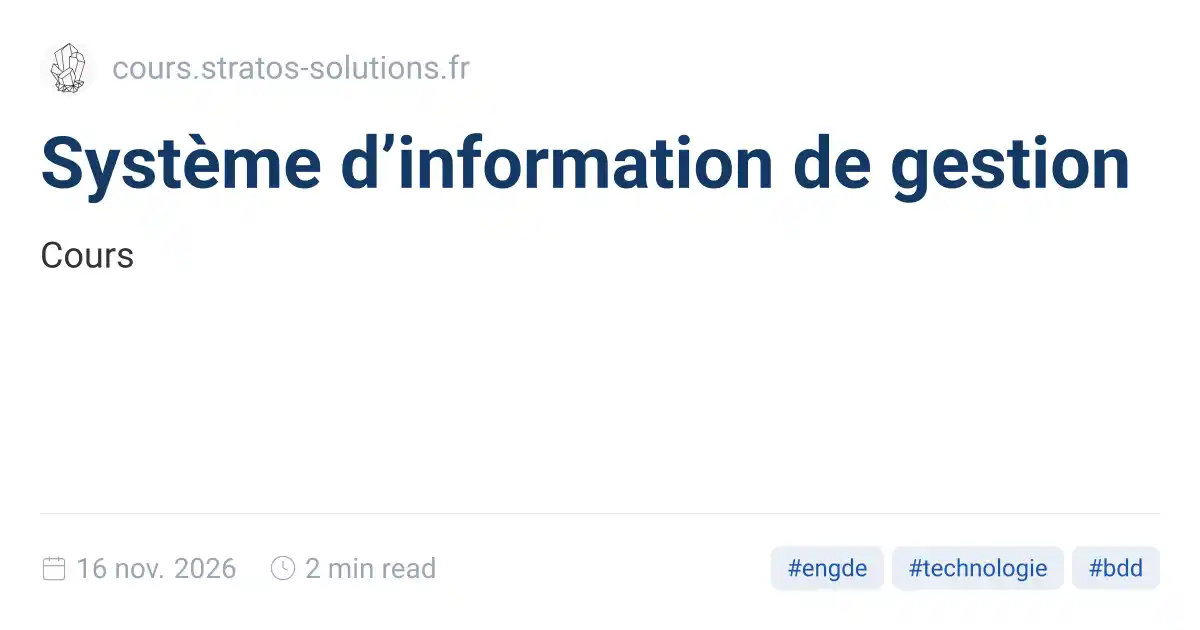 cours.stratos-solutions.fr
Système d’information de gestion
Cours
16 nov. 2026 2 min read #engde #technologie #bdd